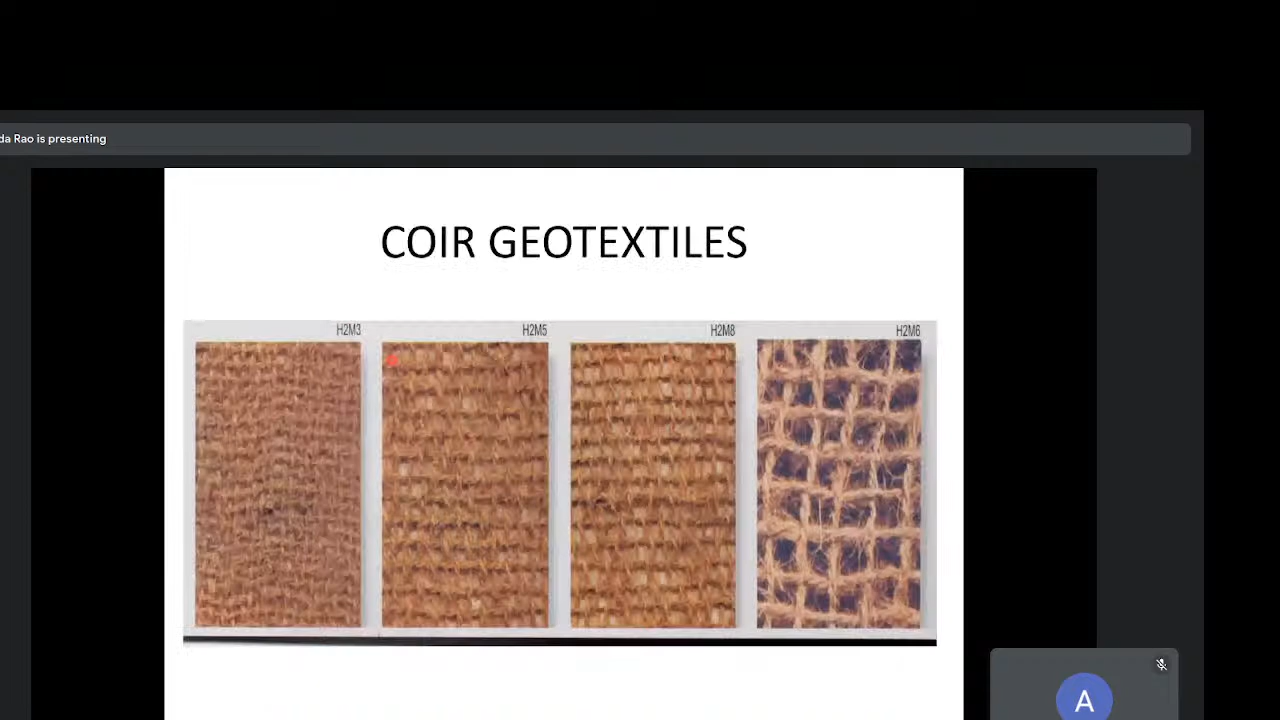 da Rao is presenting
COIR GEOTEXTILES
H2M3 H2M5 H2M8 H2M6
A